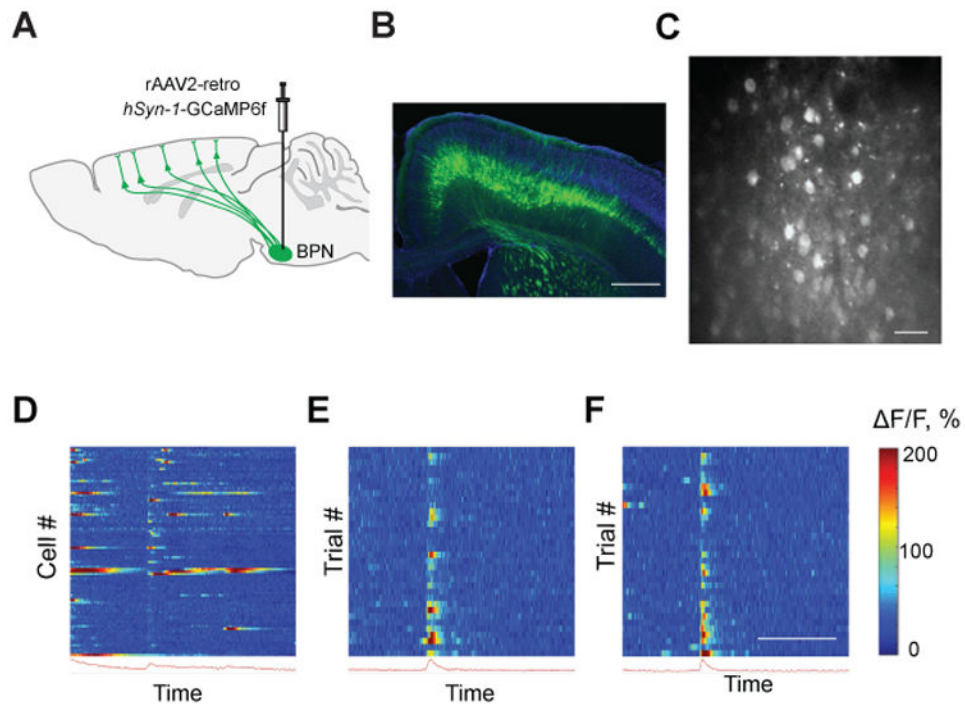 A
B
C
rAAV2-retro
hSyn-1-GCaMP6f
BPN
D
E
F
ΔF/F, %
200
100
0
Cell #
Trial #
Trial #
Time
Time
Time